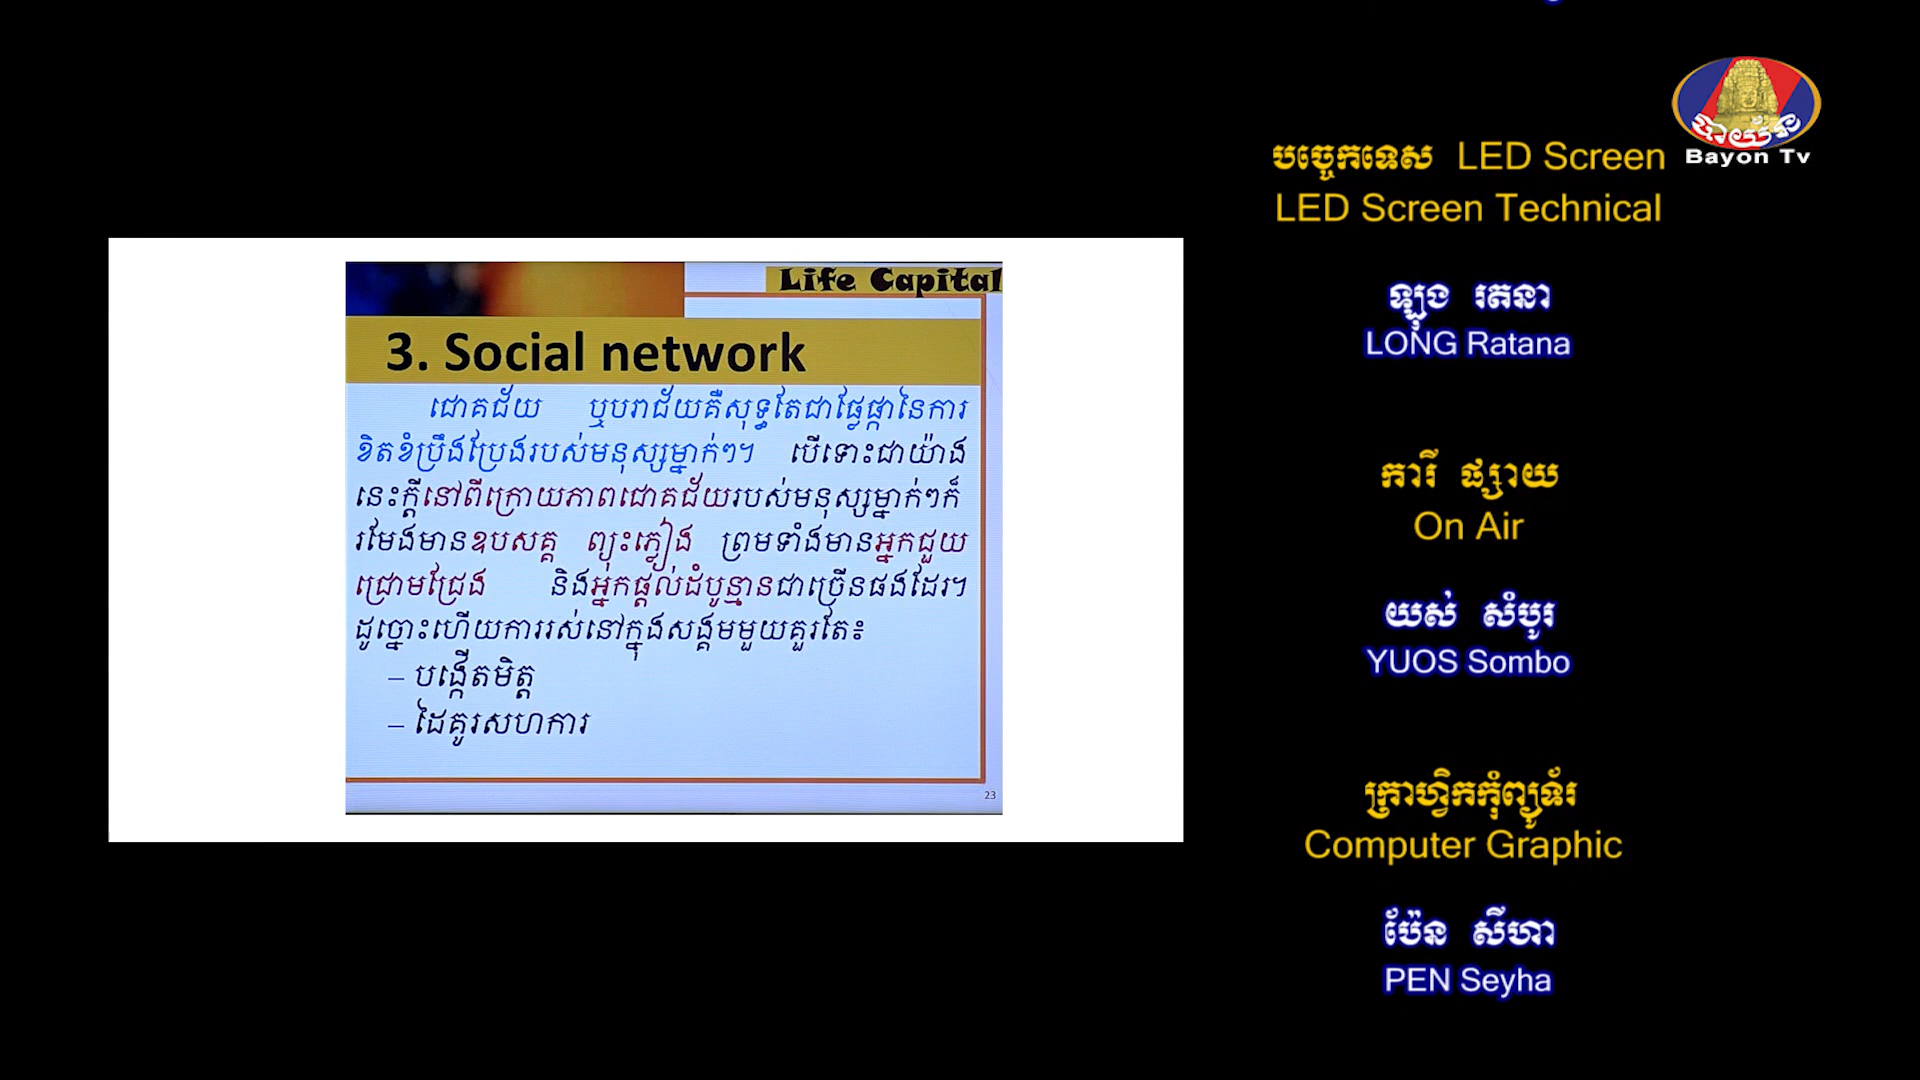 Life Capital
3. Social network
ជោគជ័យ ឬបរាជ័យគឺសុទ្ធតែជាផ្លែផ្កានៃការ
ខិតខំប្រឹងប្រែងរបស់មនុស្សម្នាក់ៗ។ បើទោះជាយ៉ាង
នេះក្តីនៅពីក្រោយភាពជោគជ័យរបស់មនុស្សម្នាក់ៗក៏
រមែងមានឧបសគ្គ ព្យុះភ្លៀង ព្រមទាំងមានអ្នកជួយ
ជ្រោមជ្រែង និងអ្នកផ្តល់ដំបូន្មានជាច្រើនផងដែរ។
ដូច្នោះហើយការរស់នៅក្នុងសង្គមមួយគួរតែ៖
– បង្កើតមិត្ត
– ដៃគូរសហការ
23
បាយ័ន
Bayon Tv
បច្ចេកទេស LED Screen
LED Screen Technical
ឡុង រតនា
LONG Ratana
ការី ផ្សាយ
On Air
យស់ សំបូរ
YUOS Sombo
ក្រាហ្វិកកុំព្យូទ័រ
Computer Graphic
ប៉ែន សីហា
PEN Seyha